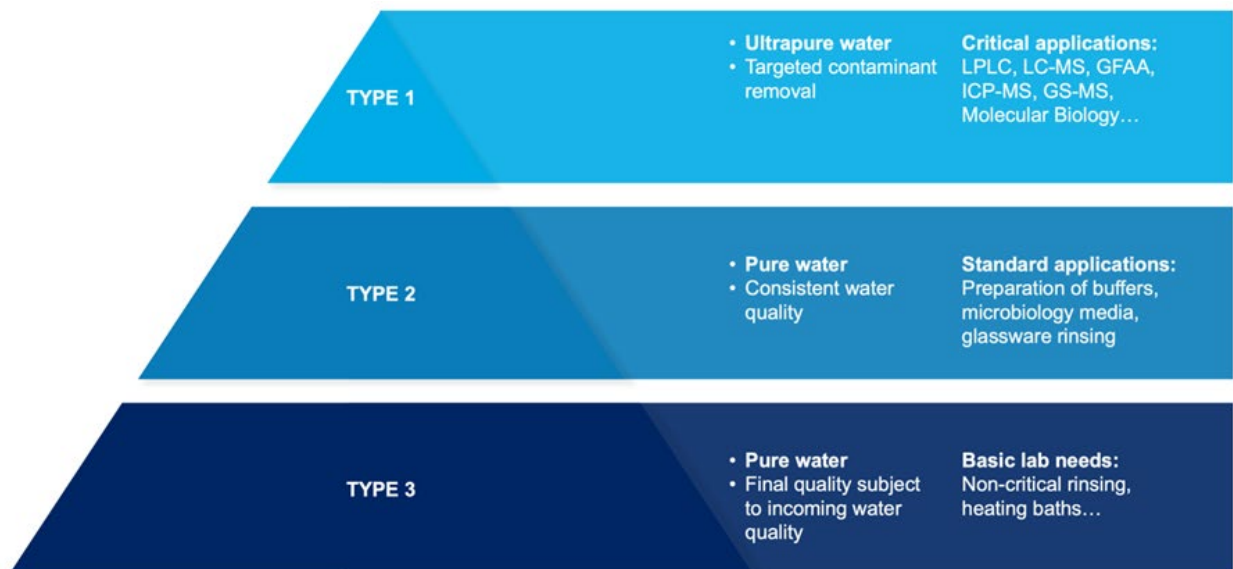 TYPE 1
• Ultrapure water
• Targeted contaminant
removal
Critical applications:
LPLC, LC-MS, GFAA,
ICP-MS, GS-MS,
Molecular Biology…
TYPE 2
• Pure water
• Consistent water
quality
Standard applications:
Preparation of buffers,
microbiology media,
glassware rinsing
TYPE 3
• Pure water
• Final quality subject
to incoming water
quality
Basic lab needs:
Non-critical rinsing,
heating baths…